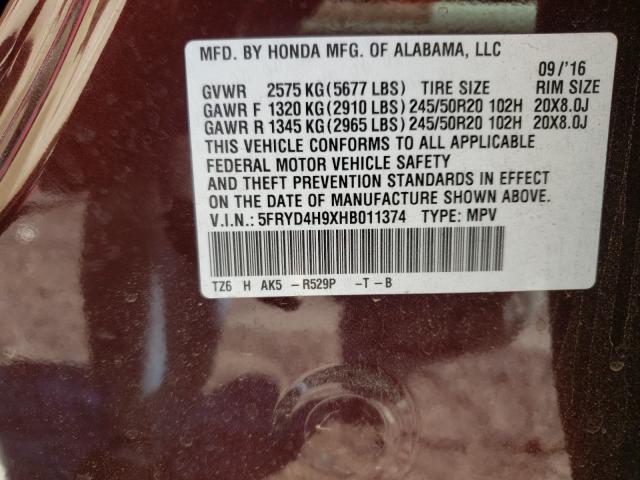 MFD. BY HONDA MFG. OF ALABAMA, LLC
09/'16
GVWR 2575 KG (5677 LBS) TIRE SIZE RIM SIZE
GAWR F 1320 KG (2910 LBS) 245/50R20 102H 20X8.0J
GAWR R 1345 KG (2965 LBS) 245/50R20 102H 20X8.0J
THIS VEHICLE CONFORMS TO ALL APPLICABLE
FEDERAL MOTOR VEHICLE SAFETY
AND THEFT PREVENTION STANDARDS IN EFFECT
ON THE DATE OF MANUFACTURE SHOWN ABOVE.
V.I.N.: 5FRYD4H9XHB011374 TYPE: MPV
TZ6 H AK5 - R529P -T - B